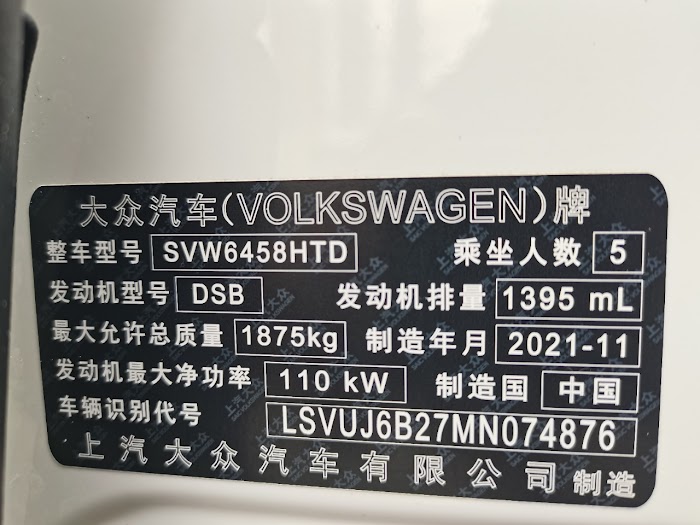 大众汽车(VOLKSWAGEN)牌
整车型号 SVW6458HTD 乘坐人数 5
发动机型号 DSB 发动机排量 1395 mL
最大允许总质量 1875kg 制造年月 2021-11
发动机最大净功率 110 kW 制造国 中国
车辆识别代号 LSVUJ6B27MN074876
上汽大众汽车有限公司 制造